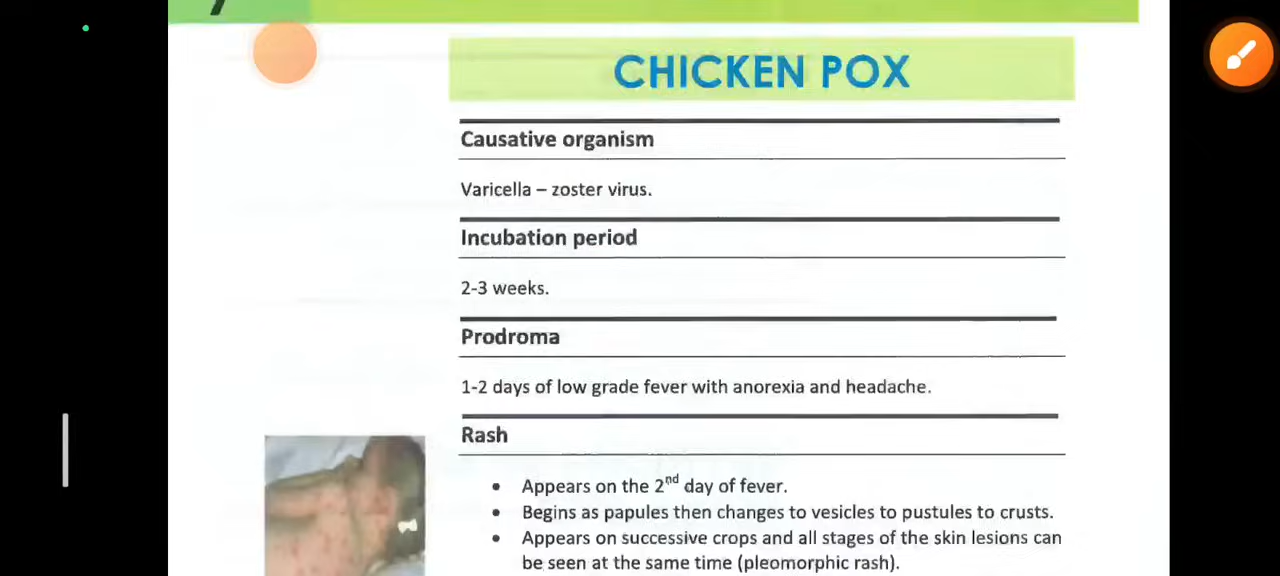 CHICKEN POX
Causative organism
Varicella – zoster virus.
Incubation period
2-3 weeks.
Prodroma
1-2 days of low grade fever with anorexia and headache.
Rash
• Appears on the 2nd day of fever.
• Begins as papules then changes to vesicles to pustules to crusts.
• Appears on successive crops and all stages of the skin lesions can
be seen at the same time (pleomorphic rash).